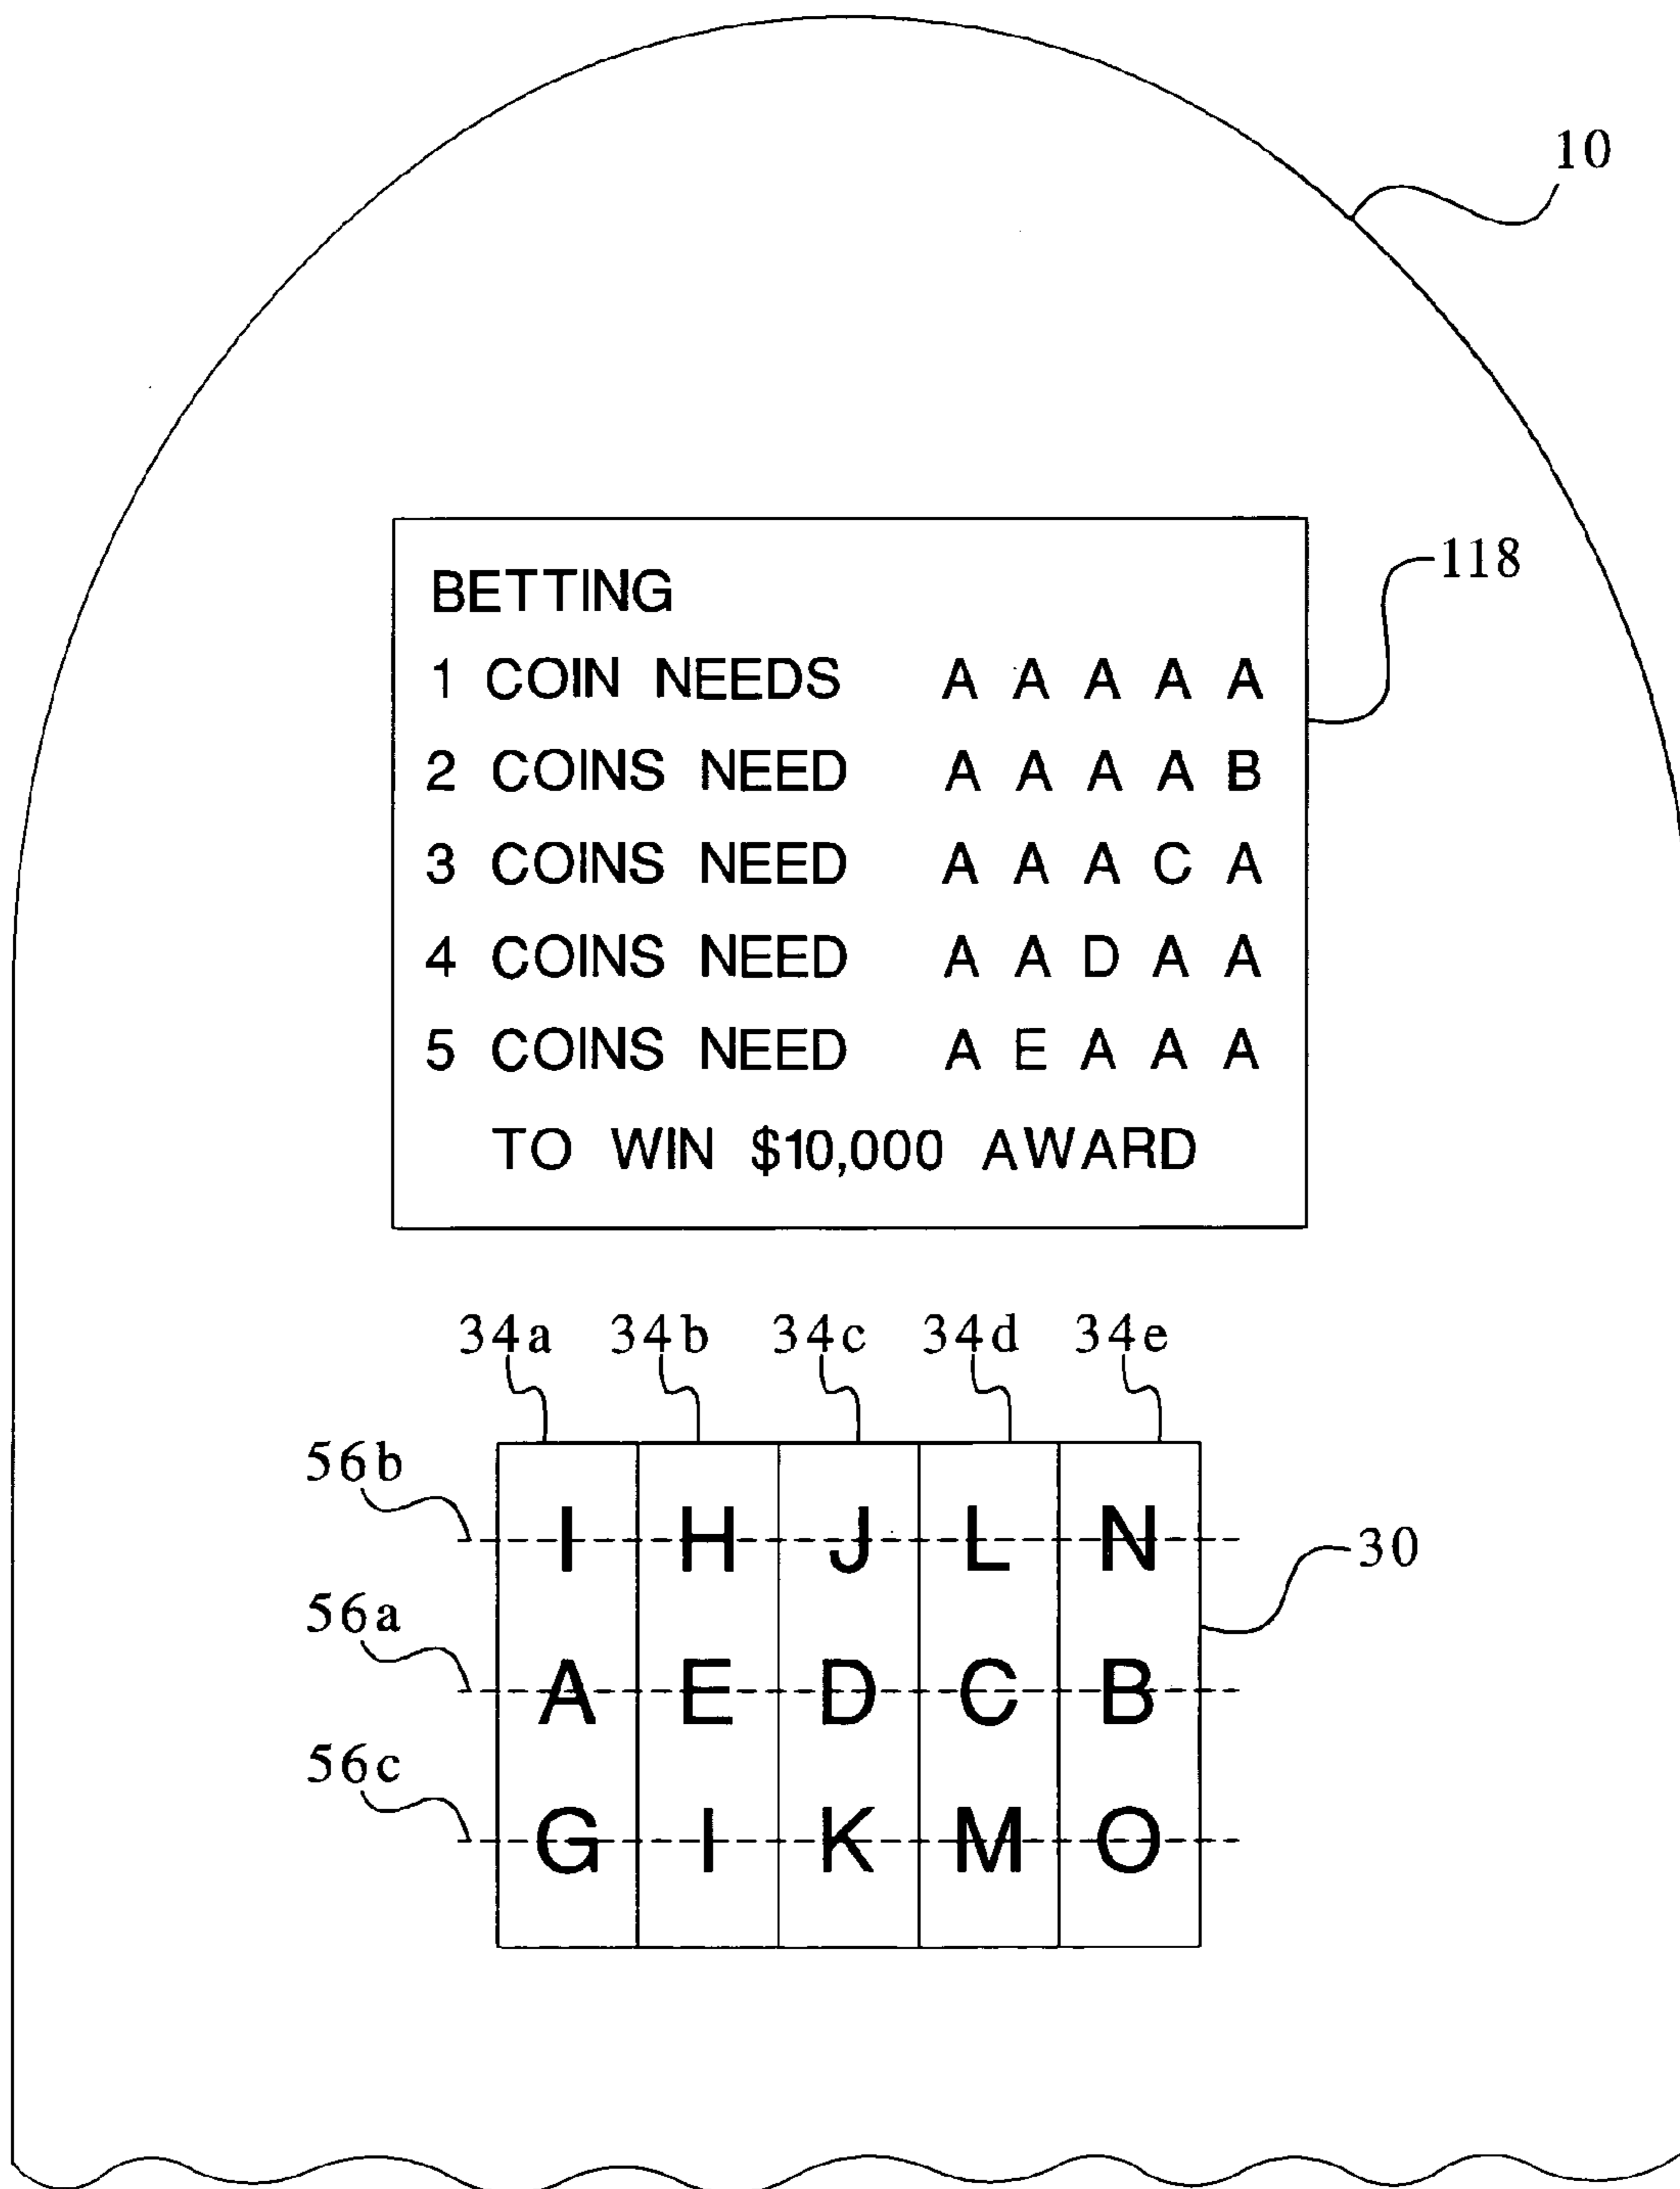 10
118
BETTING
1 COIN NEEDS A A A A A
2 COINS NEED A A A A B
3 COINS NEED A A A C A
4 COINS NEED A A D A A
5 COINS NEED A E A A A
TO WIN $10,000 AWARD
34a 34b 34c 34d 34e
56b I H J L N
30
56a A E D C B
56c G I K M O